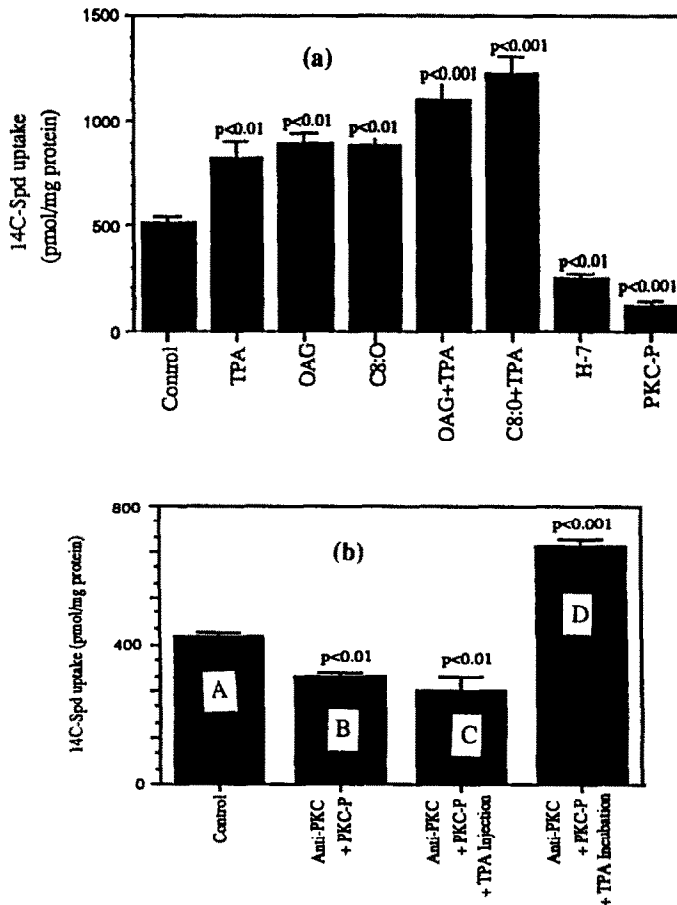 (a)
14C-Spd uptake
(pmol/mg protein)
1500
1000
500
0
p<0.01
p<0.01
p<0.01
p<0.001
p<0.001
p<0.01
p<0.001
Control
TPA
OAG
C8:O
OAG+TPA
C8:0+TPA
H-7
PKC-P
(b)
14C-Spd uptake (pmol/mg protein)
800
400
0
p<0.01
p<0.01
p<0.001
A
B
C
D
Control
Anti-PKC
+ PKC-P
Anti-PKC
+ PKC-P
+ TPA Injection
Anti-PKC
+ PKC-P
+ TPA Incubation